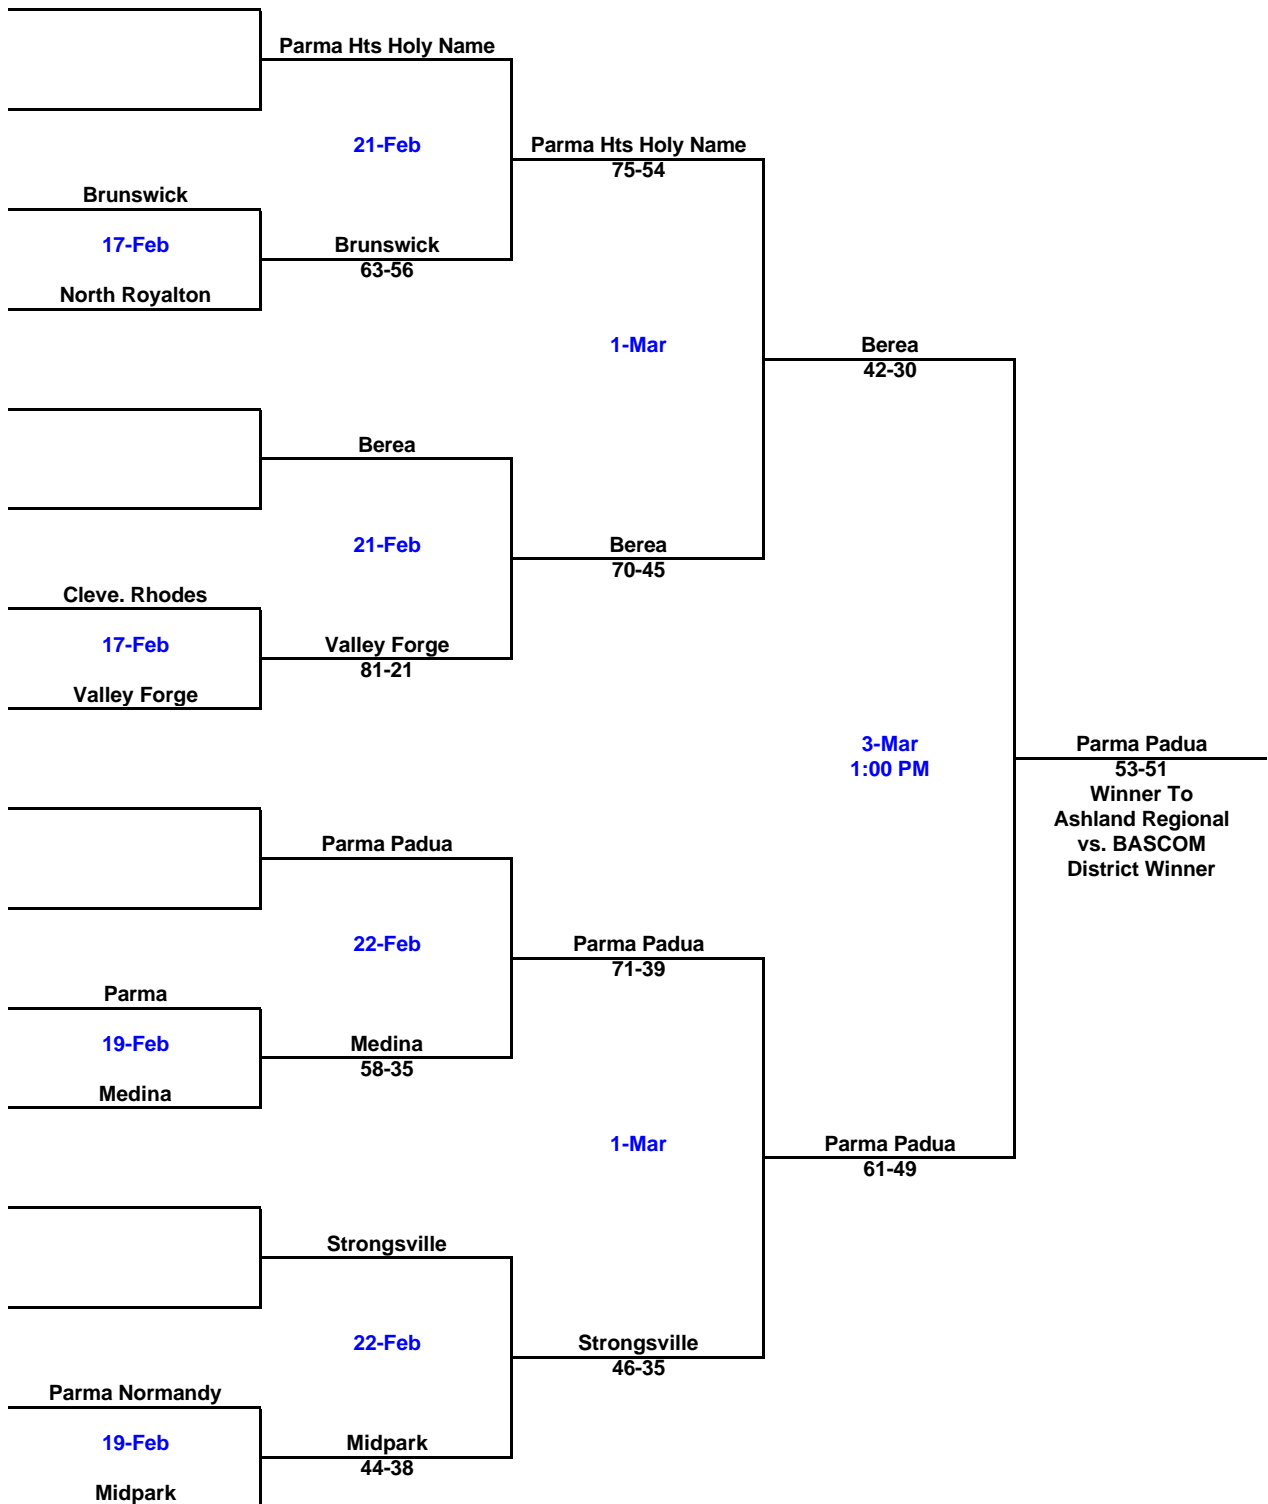 Parma Hts Holy Name
21-Feb
Parma Hts Holy Name
75-54
Brunswick
17-Feb
Brunswick
63-56
North Royalton
1-Mar
Berea
42-30
Berea
21-Feb
Berea
70-45
Cleve. Rhodes
17-Feb
Valley Forge
81-21
Valley Forge
3-Mar
1:00 PM
Parma Padua
53-51
Winner To
Ashland Regional
vs. BASCOM
District Winner
Parma Padua
22-Feb
Parma Padua
71-39
Parma
19-Feb
Medina
58-35
Medina
1-Mar
Parma Padua
61-49
Strongsville
22-Feb
Strongsville
46-35
Parma Normandy
19-Feb
Midpark
44-38
Midpark